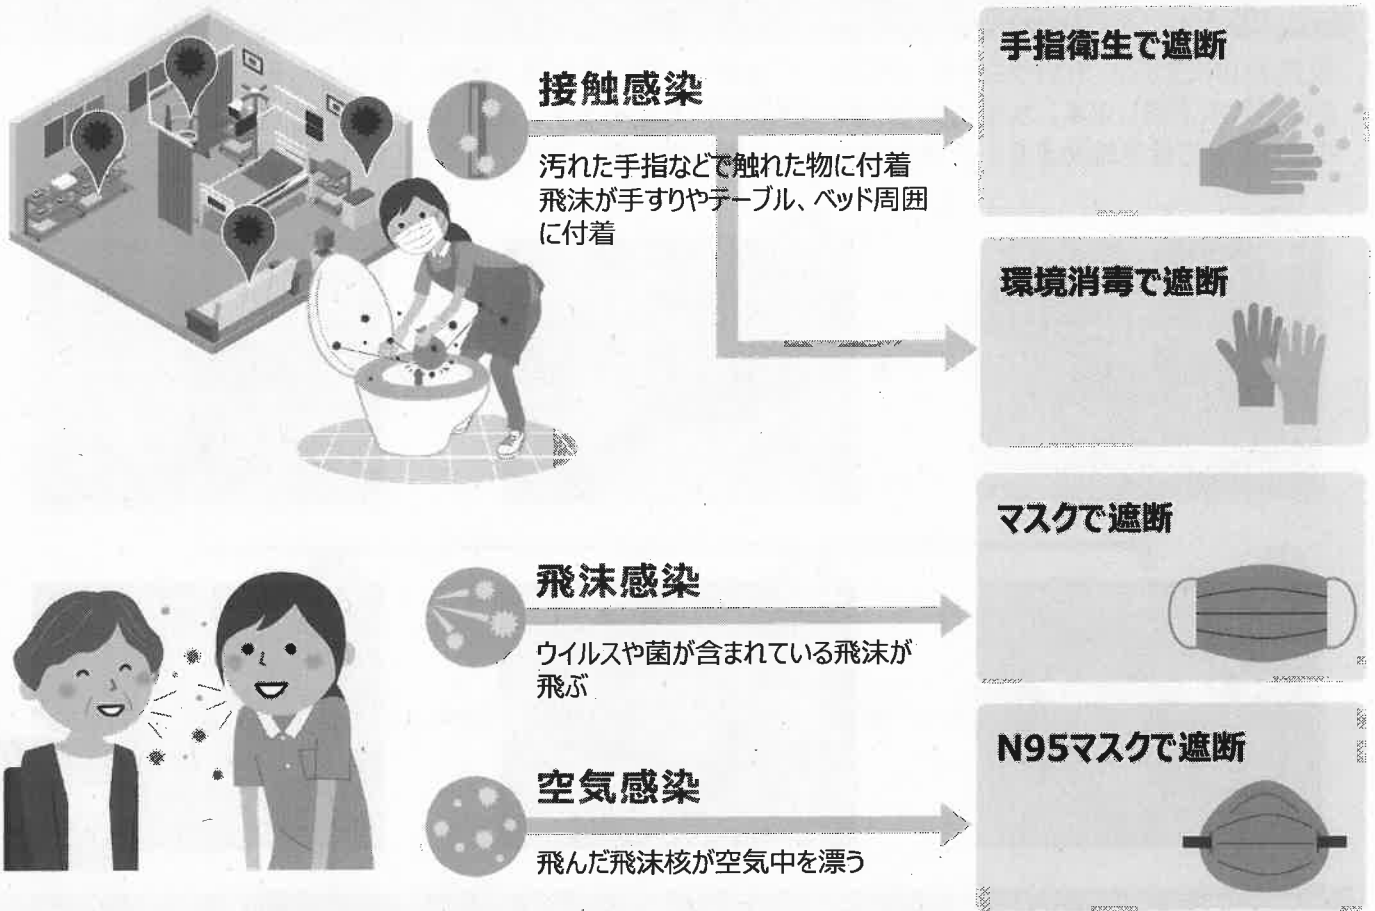 接触感染
汚れた手指などで触れた物に付着
飛沫が手すりやテーブル、ベッド周囲
に付着
手指衛生で遮断
環境消毒で遮断
飛沫感染
ウイルスや菌が含まれている飛沫が
飛ぶ
マスクで遮断
空気感染
飛んだ飛沫核が空気中を漂う
N95マスクで遮断